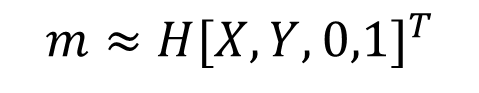 m ≈ H[X, Y, 0,1]ᵀ